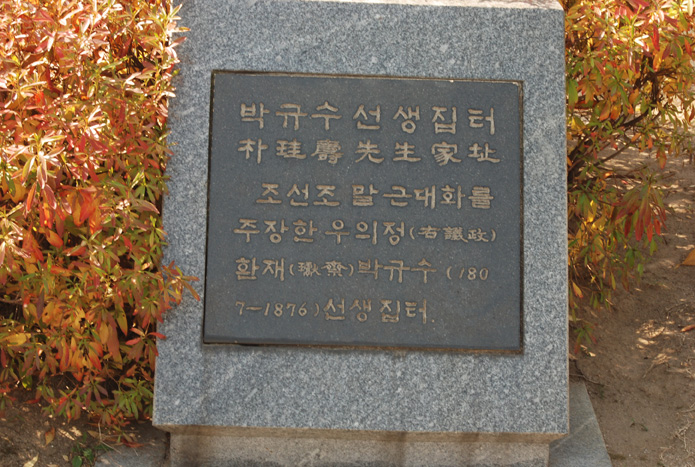 박규수선생집터
朴珪壽先生家址
조선조 말 근대화를
주장한 우의정(右議政)
환재(瓛齋)박규수(180
7-1876)선생집터.